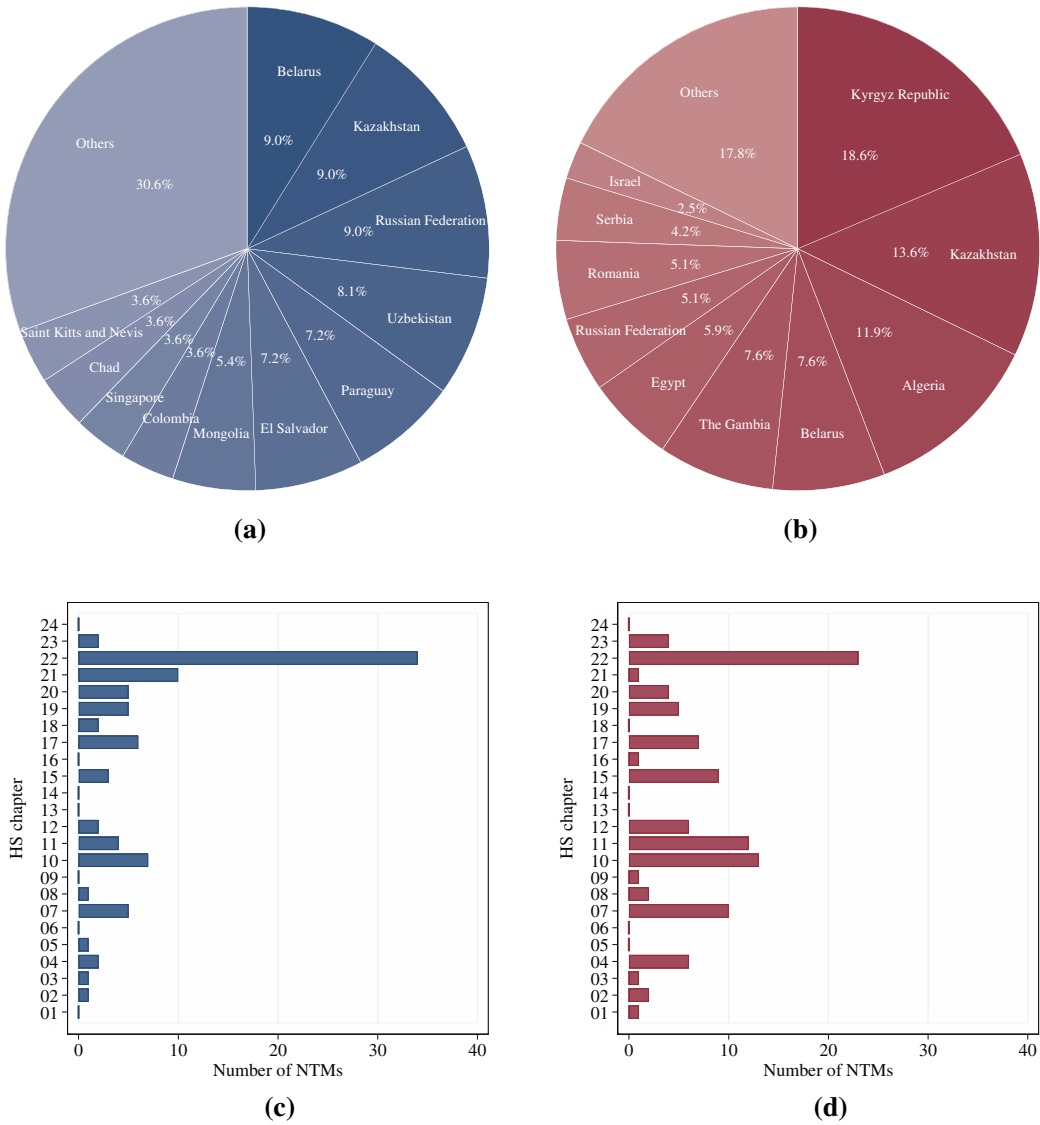 Belarus
9.0%
Kazakhstan
9.0%
Russian Federation
9.0%
Uzbekistan
8.1%
Paraguay
7.2%
El Salvador
7.2%
Mongolia
5.4%
Colombia
3.6%
Singapore
3.6%
Chad
3.6%
Saint Kitts and Nevis
3.6%
Others
30.6%
(a)
Kyrgyz Republic
18.6%
Kazakhstan
13.6%
Algeria
11.9%
Belarus
7.6%
The Gambia
7.6%
Egypt
5.9%
Russian Federation
5.1%
Romania
5.1%
Serbia
4.2%
Israel
2.5%
Others
17.8%
(b)
HS chapter
24
23
22
21
20
19
18
17
16
15
14
13
12
11
10
09
08
07
06
05
04
03
02
01
0 10 20 30 40
Number of NTMs
(c)
HS chapter
24
23
22
21
20
19
18
17
16
15
14
13
12
11
10
09
08
07
06
05
04
03
02
01
0 10 20 30 40
Number of NTMs
(d)